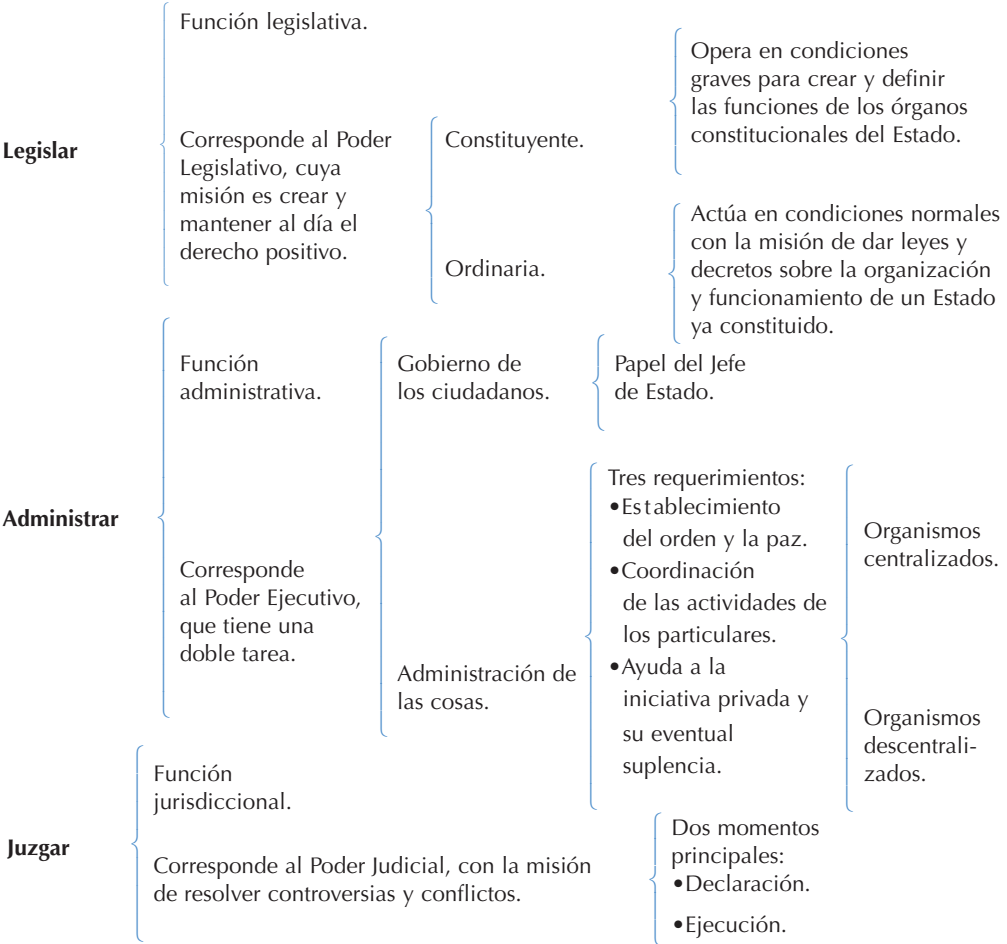 Legislar
Función legislativa.
Corresponde al Poder
Legislativo, cuya
misión es crear y
mantener al día el
derecho positivo.
Constituyente.
Opera en condiciones
graves para crear y definir
las funciones de los órganos
constitucionales del Estado.
Ordinaria.
Actúa en condiciones normales
con la misión de dar leyes y
decretos sobre la organización
y funcionamiento de un Estado
ya constituido.
Administrar
Función
administrativa.
Corresponde
al Poder Ejecutivo,
que tiene una
doble tarea.
Gobierno de
los ciudadanos.
Papel del Jefe
de Estado.
Administración de
las cosas.
Tres requerimientos:
•Establecimiento
del orden y la paz.
•Coordinación
de las actividades de
los particulares.
•Ayuda a la
iniciativa privada y
su eventual
suplencia.
Organismos
centralizados.
Organismos
descentrali-
zados.
Juzgar
Función
jurisdiccional.
Corresponde al Poder Judicial, con la misión
de resolver controversias y conflictos.
Dos momentos
principales:
•Declaración.
•Ejecución.